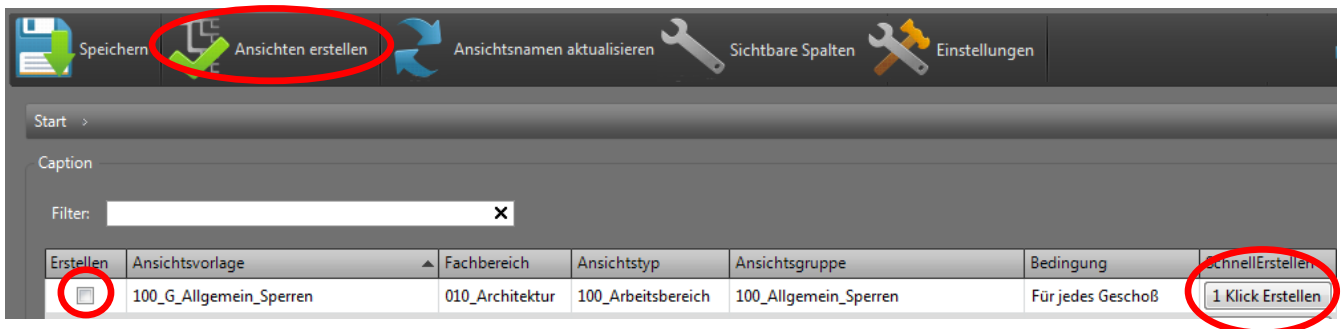 Speichern Ansichten erstellen Ansichtsnamen aktualisieren Sichtbare Spalten Einstellungen
Start >
Caption
Filter:
Erstellen Ansichtsvorlage Fachbereich Ansichtstyp Ansichtsgruppe Bedingung SchnellErstellen
100_G_Allgemein_Sperren 010_Architektur 100_Arbeitsbereich 100_Allgemein_Sperren Für jedes Geschoß 1 Klick Erstellen